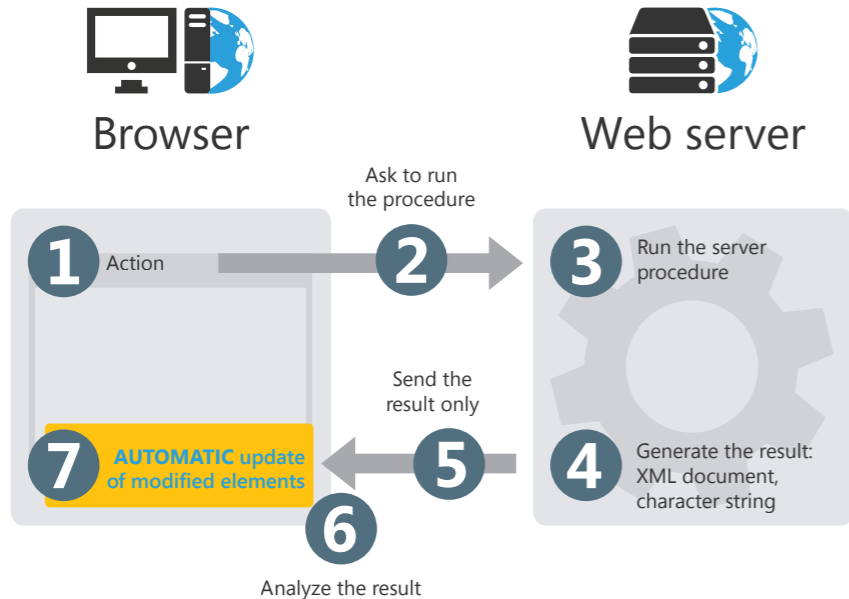 Browser
Web server
Ask to run
the procedure
1
Action
2
3
Run the server
procedure
Send the
result only
7
AUTOMATIC update
of modified elements
5
4
Generate the result:
XML document,
character string
6
Analyze the result